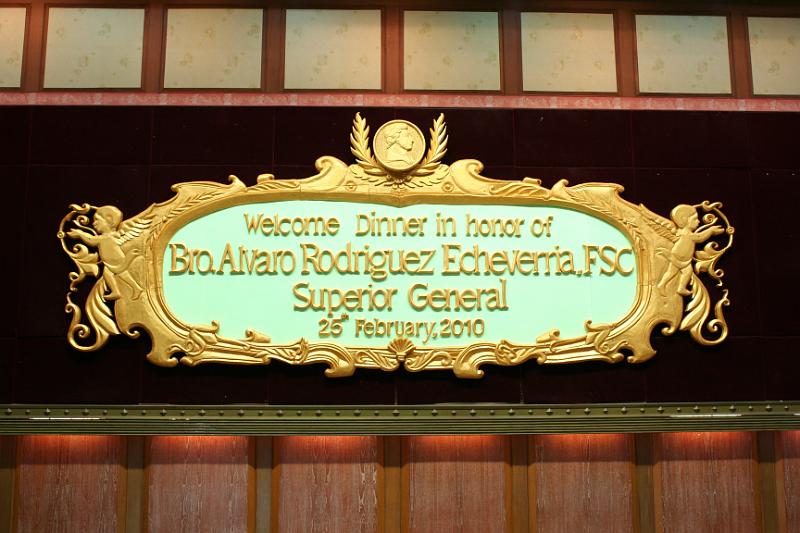 Welcome Dinner in honor of
Bro. Alvaro Rodriguez Echeverria,, FSC
Superior General
25th February, 2010